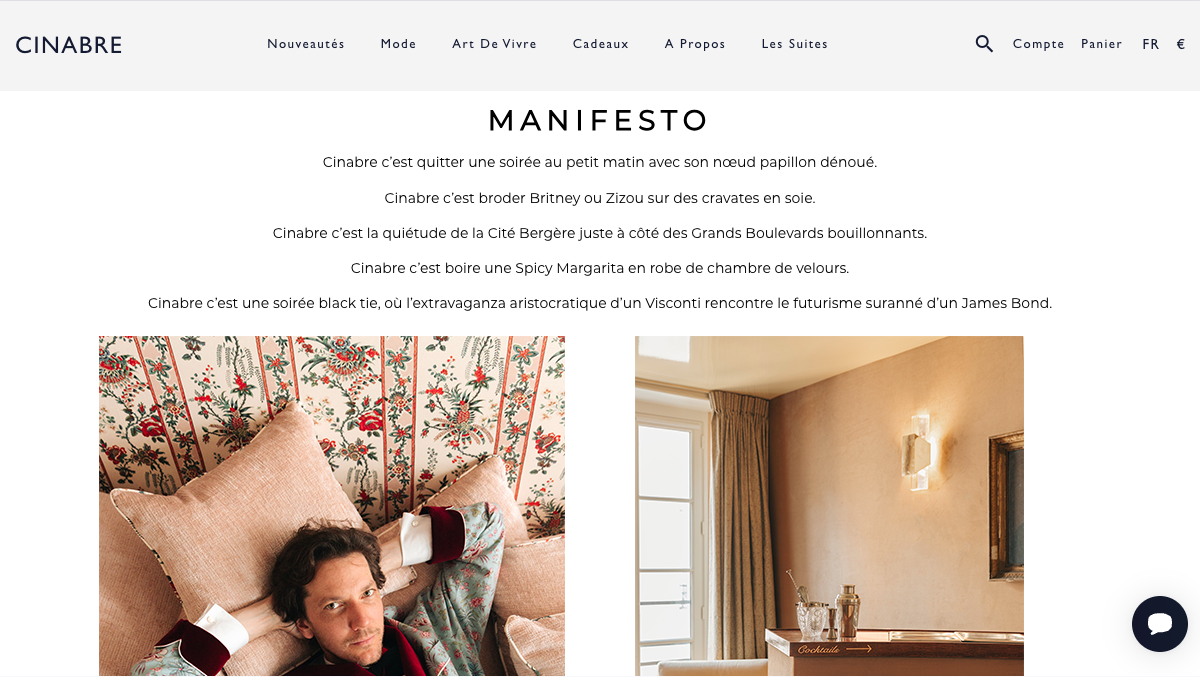 CINABRE
Nouveautés Mode Art De Vivre Cadeaux A Propos Les Suites
Compte Panier FR €
MANIFESTO
Cinabre c’est quitter une soirée au petit matin avec son nœud papillon dénoué.
Cinabre c’est broder Britney ou Zizou sur des cravates en soie.
Cinabre c’est la quiétude de la Cité Bergère juste à côté des Grands Boulevards bouillonnants.
Cinabre c’est boire une Spicy Margarita en robe de chambre de velours.
Cinabre c’est une soirée black tie, où l’extravaganza aristocratique d’un Visconti rencontre le futurisme suranné d’un James Bond.
Cocktails